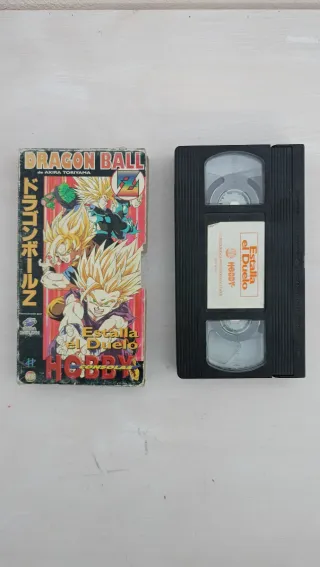 DRAGON BALL
de AKIRA TORIYAMA
Z
ドラゴンボールZ
Estalla
el Duelo
HOBBY
CONSOLAS
Estalla
el Duelo
HOBBY